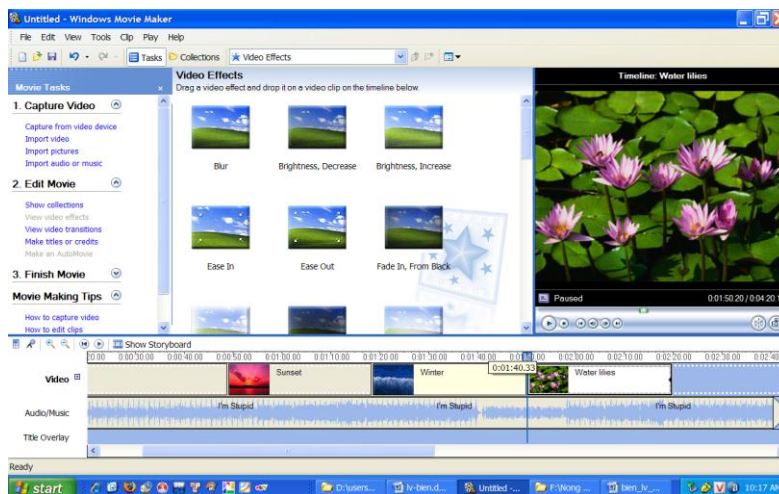 Untitled - Windows Movie Maker
File Edit View Tools Clip Play Help
Tasks Collections Video Effects
Movie Tasks
1. Capture Video
Capture from video device
Import video
Import pictures
Import audio or music
2. Edit Movie
Show collections
View video effects
View video transitions
Make titles or credits
Make an AutoMovie
3. Finish Movie
Movie Making Tips
How to capture video
How to edit clips
Video Effects
Drag a video effect and drop it on a video clip on the timeline below.
Blur Brightness, Decrease Brightness, Increase
Ease In Ease Out Fade In, From Black
Timeline: Water lilies
Paused 0:01:50.20 / 0:04:20.
Show Storyboard
20.00 0:00:30.00 0:00:40.00 0:00:50.00 0:01:00.00 0:01:10.00 0:01:20.00 0:01:30.00 0:01:40.00 0:02:00.00 0:02:10.00 0:02:20.00 0:02:30.00 0:02:40
0:01:40.33
Video Sunset Winter Water lilies
Audio/Music I'm Stupid I'm Stupid I'm Stupid
Title Overlay
Ready
start D:\users... lv-bien.d... Untitled -... F:\Nong ... bien_lv_... 10:17 AM